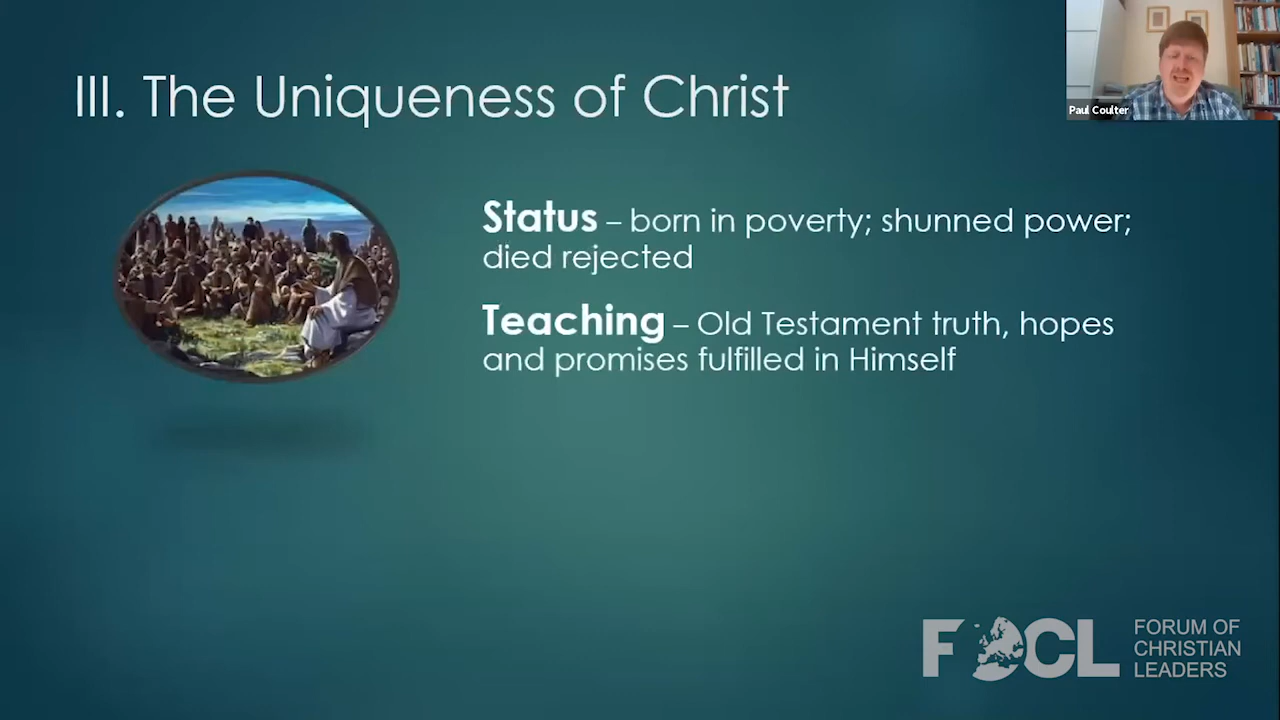 III. The Uniqueness of Christ
Paul Coulter
Status – born in poverty; shunned power;
died rejected
Teaching – Old Testament truth, hopes
and promises fulfilled in Himself
FOCL
FORUM OF
CHRISTIAN
LEADERS